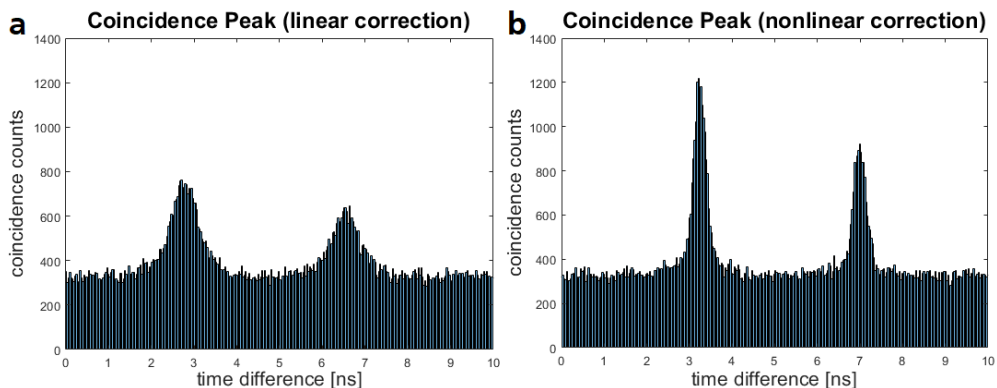 a
Coincidence Peak (linear correction)
1400
1200
1000
800
600
400
200
0
coincidence counts
0 1 2 3 4 5 6 7 8 9 10
time difference [ns]
b
Coincidence Peak (nonlinear correction)
1400
1200
1000
800
600
400
200
0
coincidence counts
0 1 2 3 4 5 6 7 8 9 10
time difference [ns]